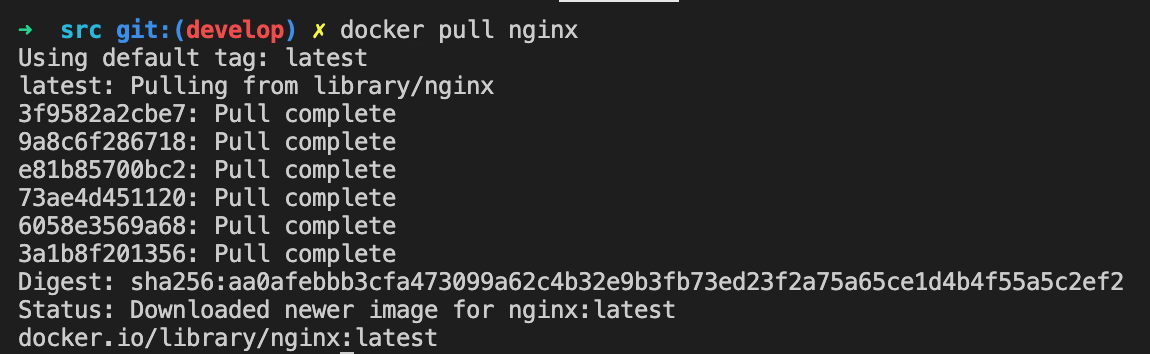 ➜  src git:(develop) ✗ docker pull nginx
Using default tag: latest
latest: Pulling from library/nginx
3f9582a2cbe7: Pull complete
9a8c6f286718: Pull complete
e81b85700bc2: Pull complete
73ae4d451120: Pull complete
6058e3569a68: Pull complete
3a1b8f201356: Pull complete
Digest: sha256:aa0afebbb3cfa473099a62c4b32e9b3fb73ed23f2a75a65ce1d4b4f55a5c2ef2
Status: Downloaded newer image for nginx:latest
docker.io/library/nginx:latest